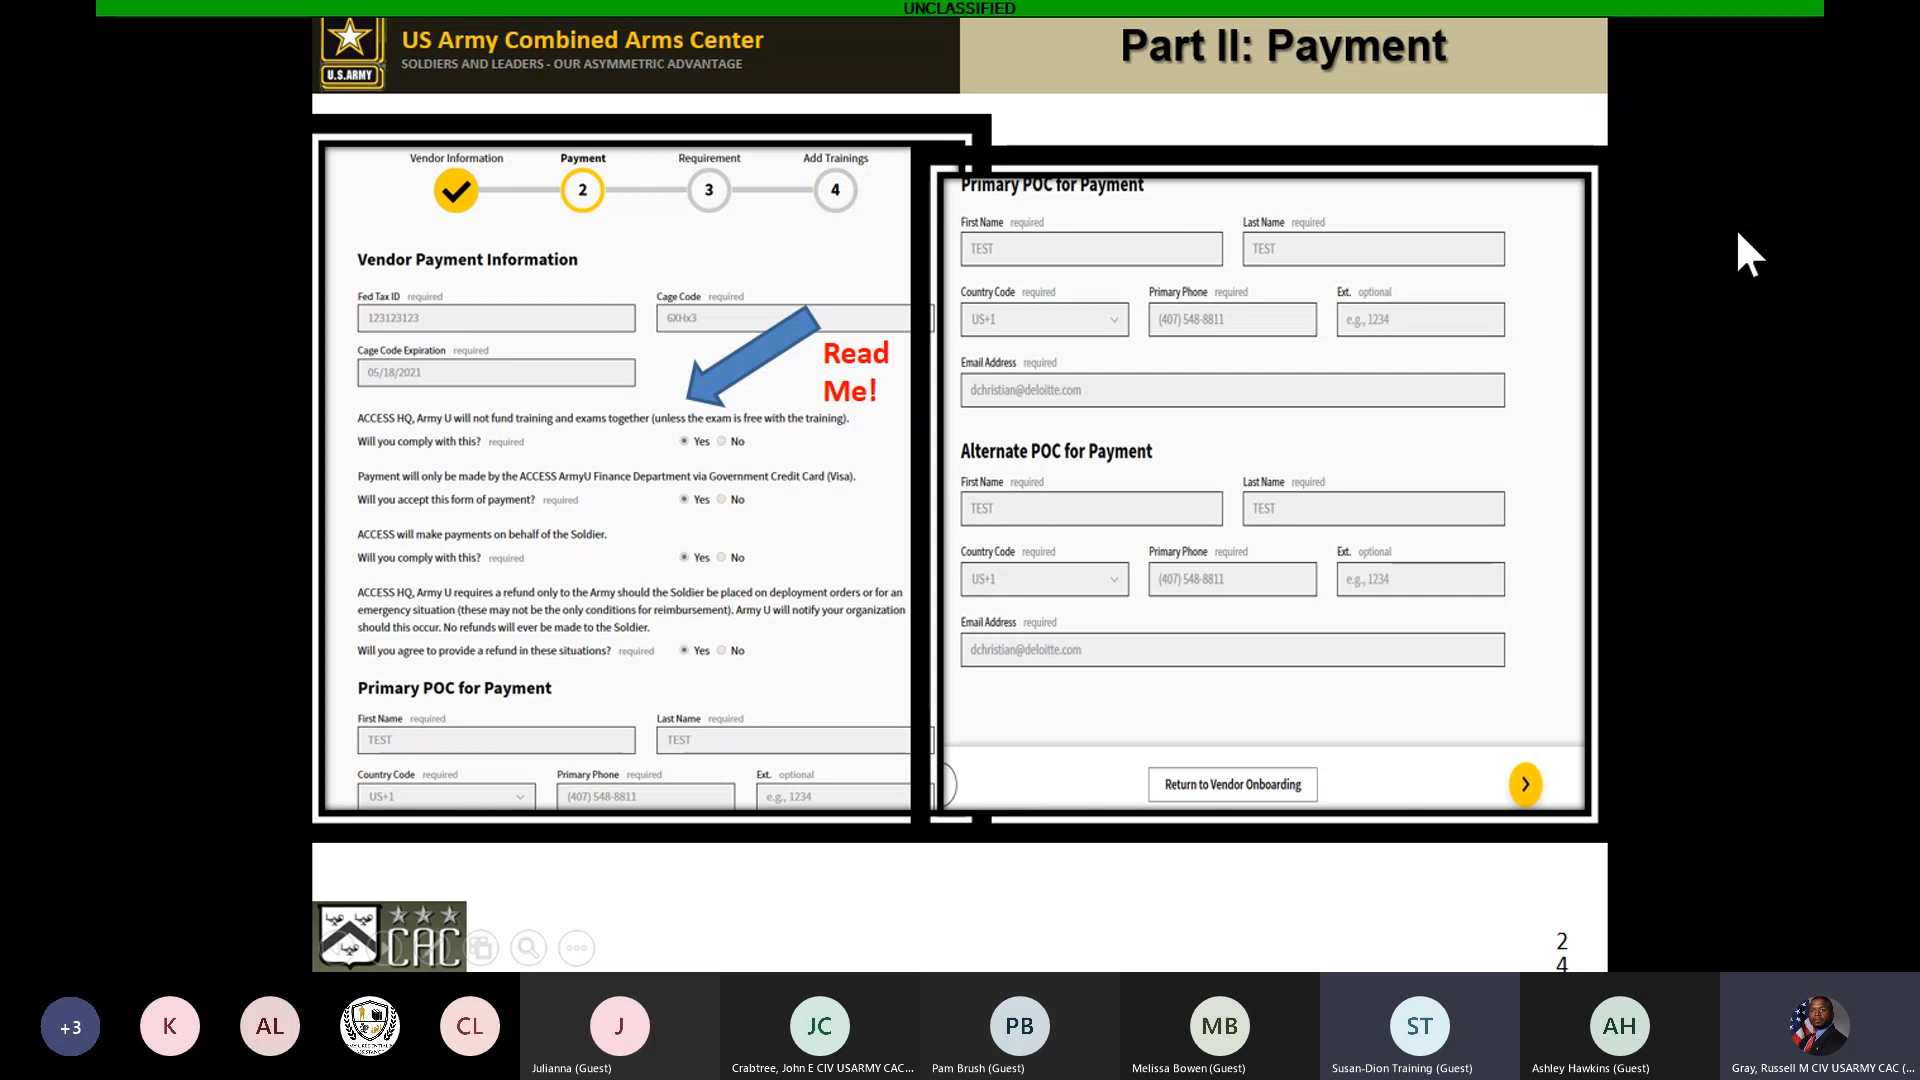 UNCLASSIFIED
US Army Combined Arms Center
SOLDIERS AND LEADERS - OUR ASYMMETRIC ADVANTAGE
U.S.ARMY
Part II: Payment
Vendor Information Payment Requirement Add Trainings
2 3 4
Vendor Payment Information
Fed Tax ID required Cage Code required
123123123 6XHx3
Cage Code Expiration required
05/18/2021
Read
Me!
ACCESS HQ, Army U will not fund training and exams together (unless the exam is free with the training).
Will you comply with this? required Yes No
Payment will only be made by the ACCESS ArmyU Finance Department via Government Credit Card (Visa).
Will you accept this form of payment? required Yes No
ACCESS will make payments on behalf of the Soldier.
Will you comply with this? required Yes No
ACCESS HQ, Army U requires a refund only to the Army should the Soldier be placed on deployment orders or for an
emergency situation (these may not be the only conditions for reimbursement). Army U will notify your organization
should this occur. No refunds will ever be made to the Soldier.
Will you agree to provide a refund in these situations? required Yes No
Primary POC for Payment
First Name required Last Name required
TEST TEST
Country Code required Primary Phone required Ext. optional
US+1 (407) 548-8811 e.g., 1234
Primary POC for Payment
First Name required Last Name required
TEST TEST
Country Code required Primary Phone required Ext. optional
US+1 (407) 548-8811 e.g., 1234
Email Address required
dchristian@deloitte.com
Alternate POC for Payment
First Name required Last Name required
TEST TEST
Country Code required Primary Phone required Ext. optional
US+1 (407) 548-8811 e.g., 1234
Email Address required
dchristian@deloitte.com
Return to Vendor Onboarding
CAC
2
4
+3 K AL CL J JC PB MB ST AH
Julianna (Guest) Crabtree, John E CIV USARMY CAC... Pam Brush (Guest) Melissa Bowen (Guest) Susan-Dion Training (Guest) Ashley Hawkins (Guest) Gray, Russell M CIV USARMY CAC (...